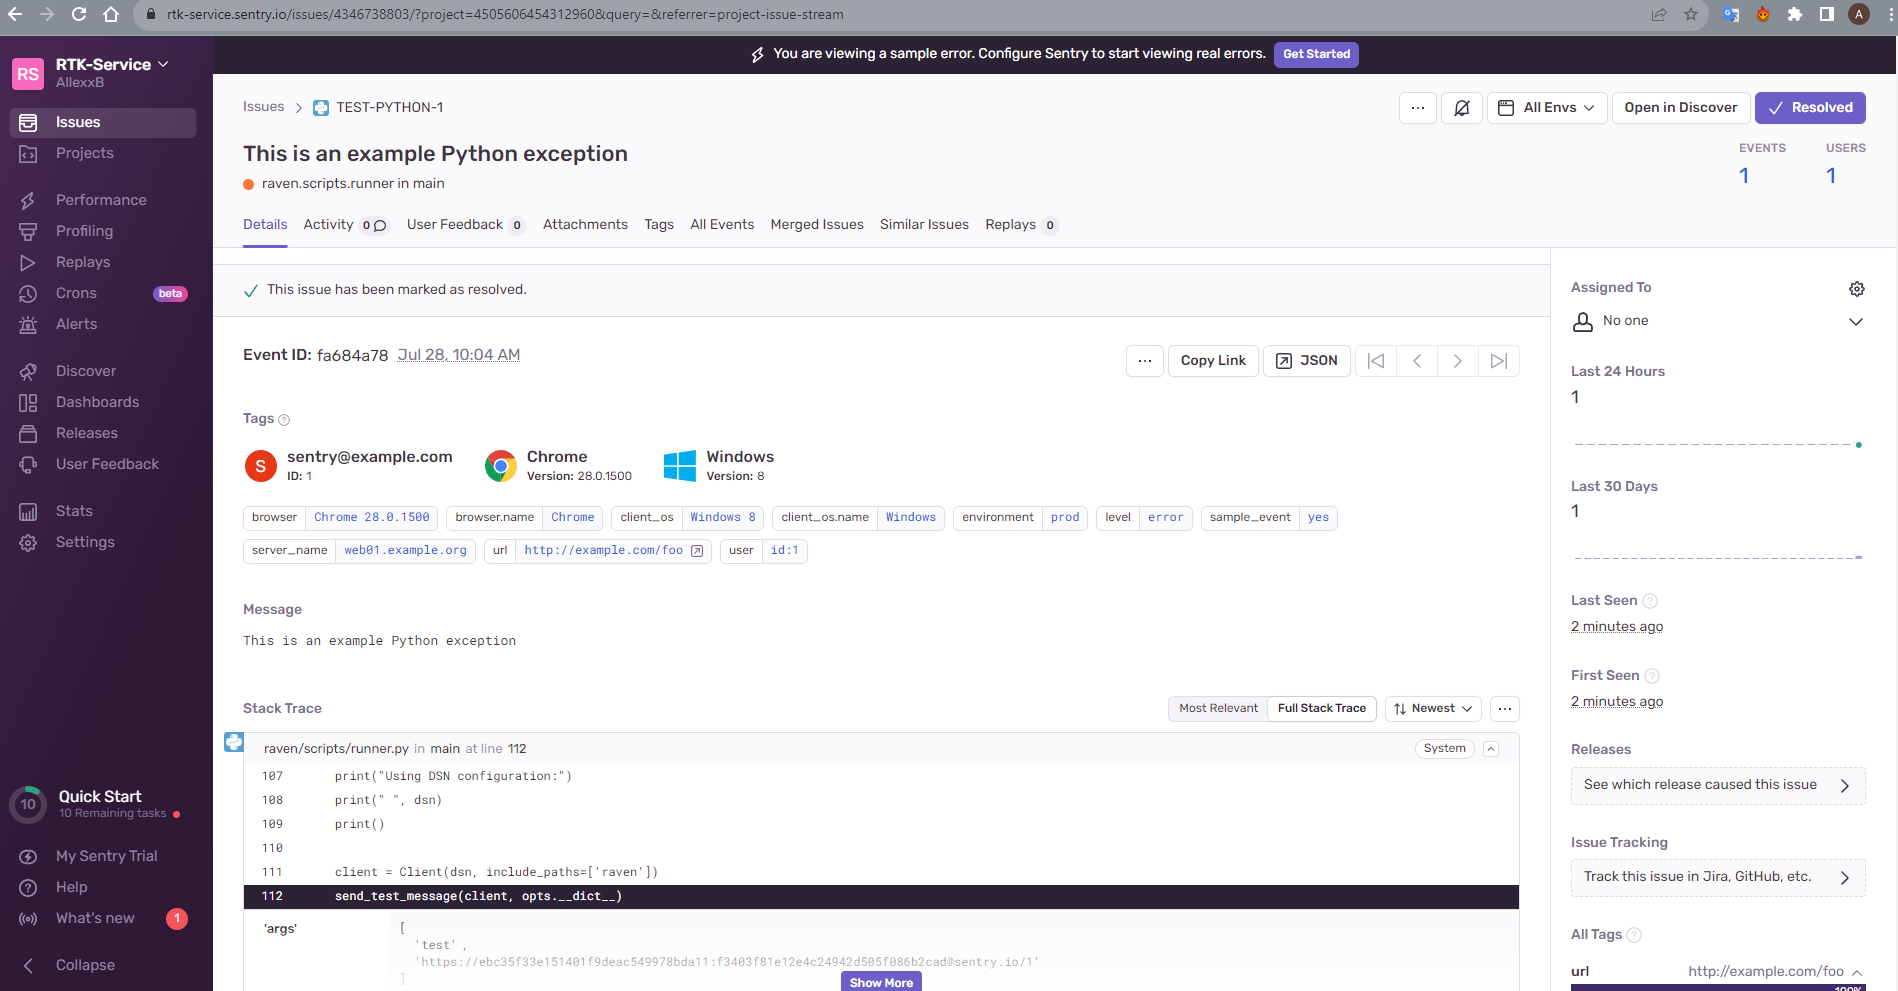 rtk-service.sentry.io/issues/4346738803/?project=4505606454312960&query=&referrer=project-issue-stream
A
RS
RTK-Service
AllexxB
Issues
Projects
Performance
Profiling
Replays
Crons beta
Alerts
Discover
Dashboards
Releases
User Feedback
Stats
Settings
10
Quick Start
10 Remaining tasks
My Sentry Trial
Help
What's new 1
Collapse
You are viewing a sample error. Configure Sentry to start viewing real errors. Get Started
Issues > TEST-PYTHON-1
... All Envs Open in Discover Resolved
This is an example Python exception
EVENTS USERS
1 1
raven.scripts.runner in main
Details Activity 0 User Feedback 0 Attachments Tags All Events Merged Issues Similar Issues Replays 0
This issue has been marked as resolved.
Event ID: fa684a78 Jul 28, 10:04 AM
... Copy Link JSON
Tags ?
S sentry@example.com
ID: 1
Chrome
Version: 28.0.1500
Windows
Version: 8
browser Chrome 28.0.1500 browser.name Chrome client_os Windows 8 client_os.name Windows environment prod level error sample_event yes
server_name web01.example.org url http://example.com/foo user id:1
Message
This is an example Python exception
Stack Trace
Most Relevant Full Stack Trace Newest ...
raven/scripts/runner.py in main at line 112 System
107 print("Using DSN configuration:")
108 print(" ", dsn)
109 print()
110
111 client = Client(dsn, include_paths=['raven'])
112 send_test_message(client, opts.__dict__)
'args' [
'test',
'https://ebc35f33e151401f9deac549978bda11:f3403f81e12e4c24942d505f086b2cad@sentry.io/1'
]
Show More
Assigned To
No one
Last 24 Hours
1
Last 30 Days
1
Last Seen ?
2 minutes ago
First Seen ?
2 minutes ago
Releases
See which release caused this issue
Issue Tracking
Track this issue in Jira, GitHub, etc.
All Tags ?
url http://example.com/foo
100%